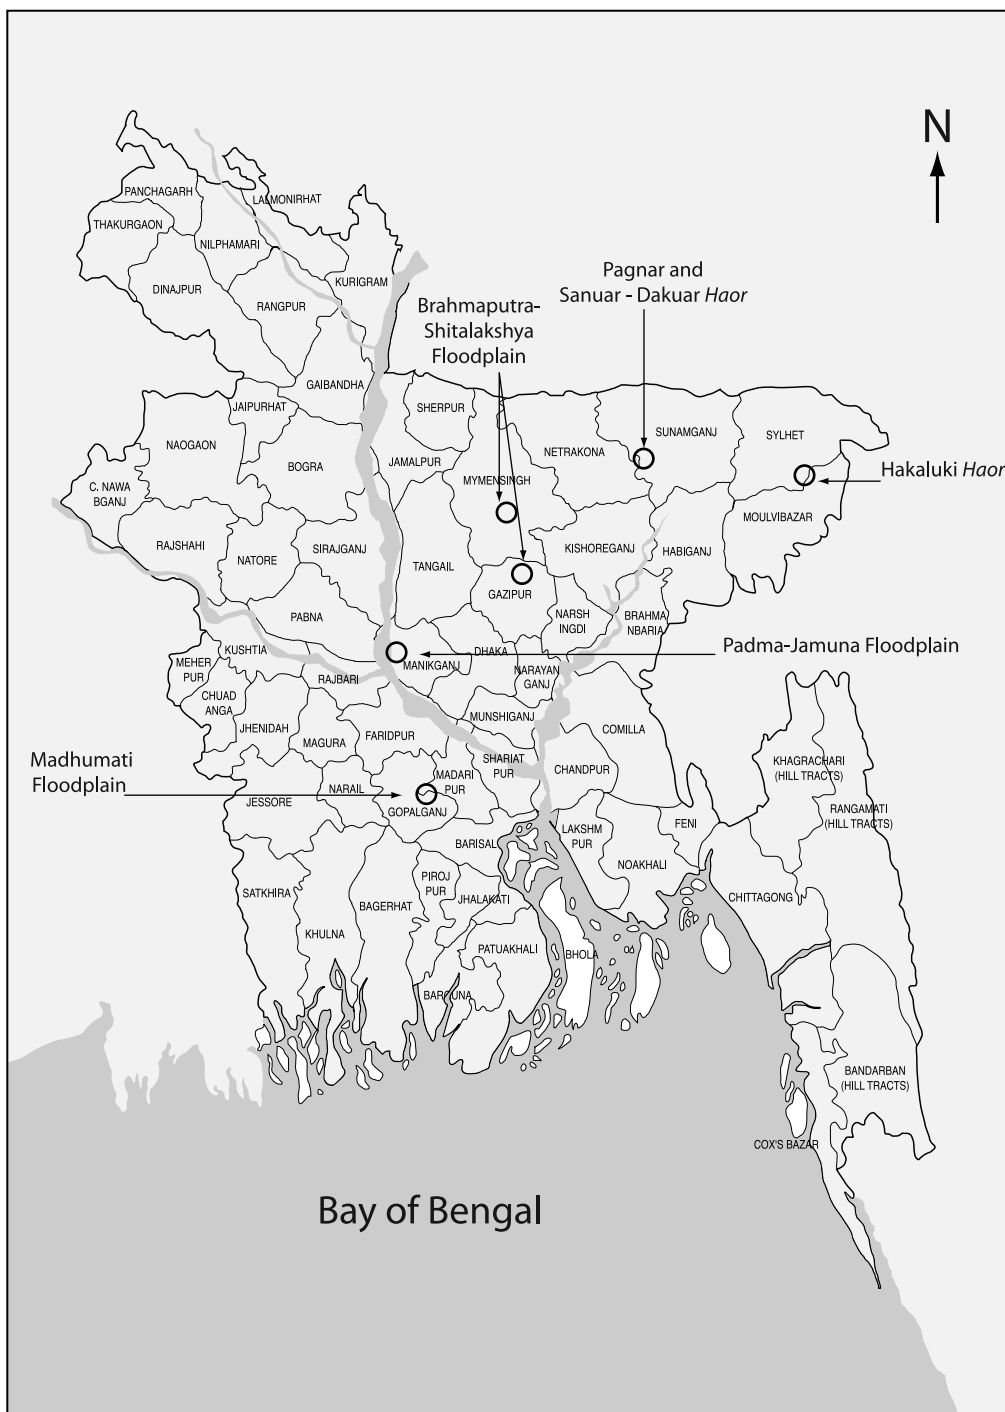 N
PANCHAGARH
LALMONIRHAT
THAKURGAON
NILPHAMARI
DINAJPUR
KURIGRAM
RANGPUR
Pagnar and
Sanuar - Dakuar Haor
Brahmaputra-
Shitalakshya
Floodplain
GAIBANDHA
JAIPURHAT
SHERPUR
NAOGAON
BOGRA
JAMALPUR
MYMENSINGH
NETRAKONA
SUNAMGANJ
SYLHET
Hakaluki Haor
C. NAWA
BGANJ
MOULVIBAZAR
RAJSHAHI
NATORE
SIRAJGANJ
TANGAIL
KISHOREGANJ
HABIGANJ
GAZIPUR
PABNA
NARSH
INGDI
BRAHMA
NBARIA
KUSHTIA
MEHER
PUR
RAJBARI
MANIKGANJ
DHAKA
NARAYAN
GANJ
Padma-Jamuna Floodplain
CHUAD
ANGA
JHENIDAH
MAGURA
FARIDPUR
MUNSHIGANJ
COMILLA
Madhumati
Floodplain
SHARIAT
PUR
CHANDPUR
KHAGRACHARI
(HILL TRACTS)
MADARI
PUR
JESSORE
NARAIL
GOPALGANJ
RANGAMATI
(HILL TRACTS)
BARISAL
LAKSHM
PUR
FENI
NOAKHALI
SATKHIRA
PIROJ
PUR
BAGERHAT
JHALAKATI
CHITTAGONG
KHULNA
PATUAKHALI
BHOLA
BARGUNA
BANDARBAN
(HILL TRACTS)
COX'S BAZAR
Bay of Bengal